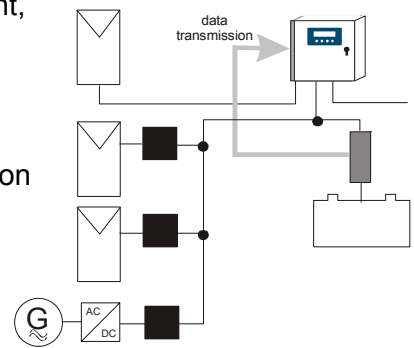 nt,
data
transmission
on
G
AC
DC